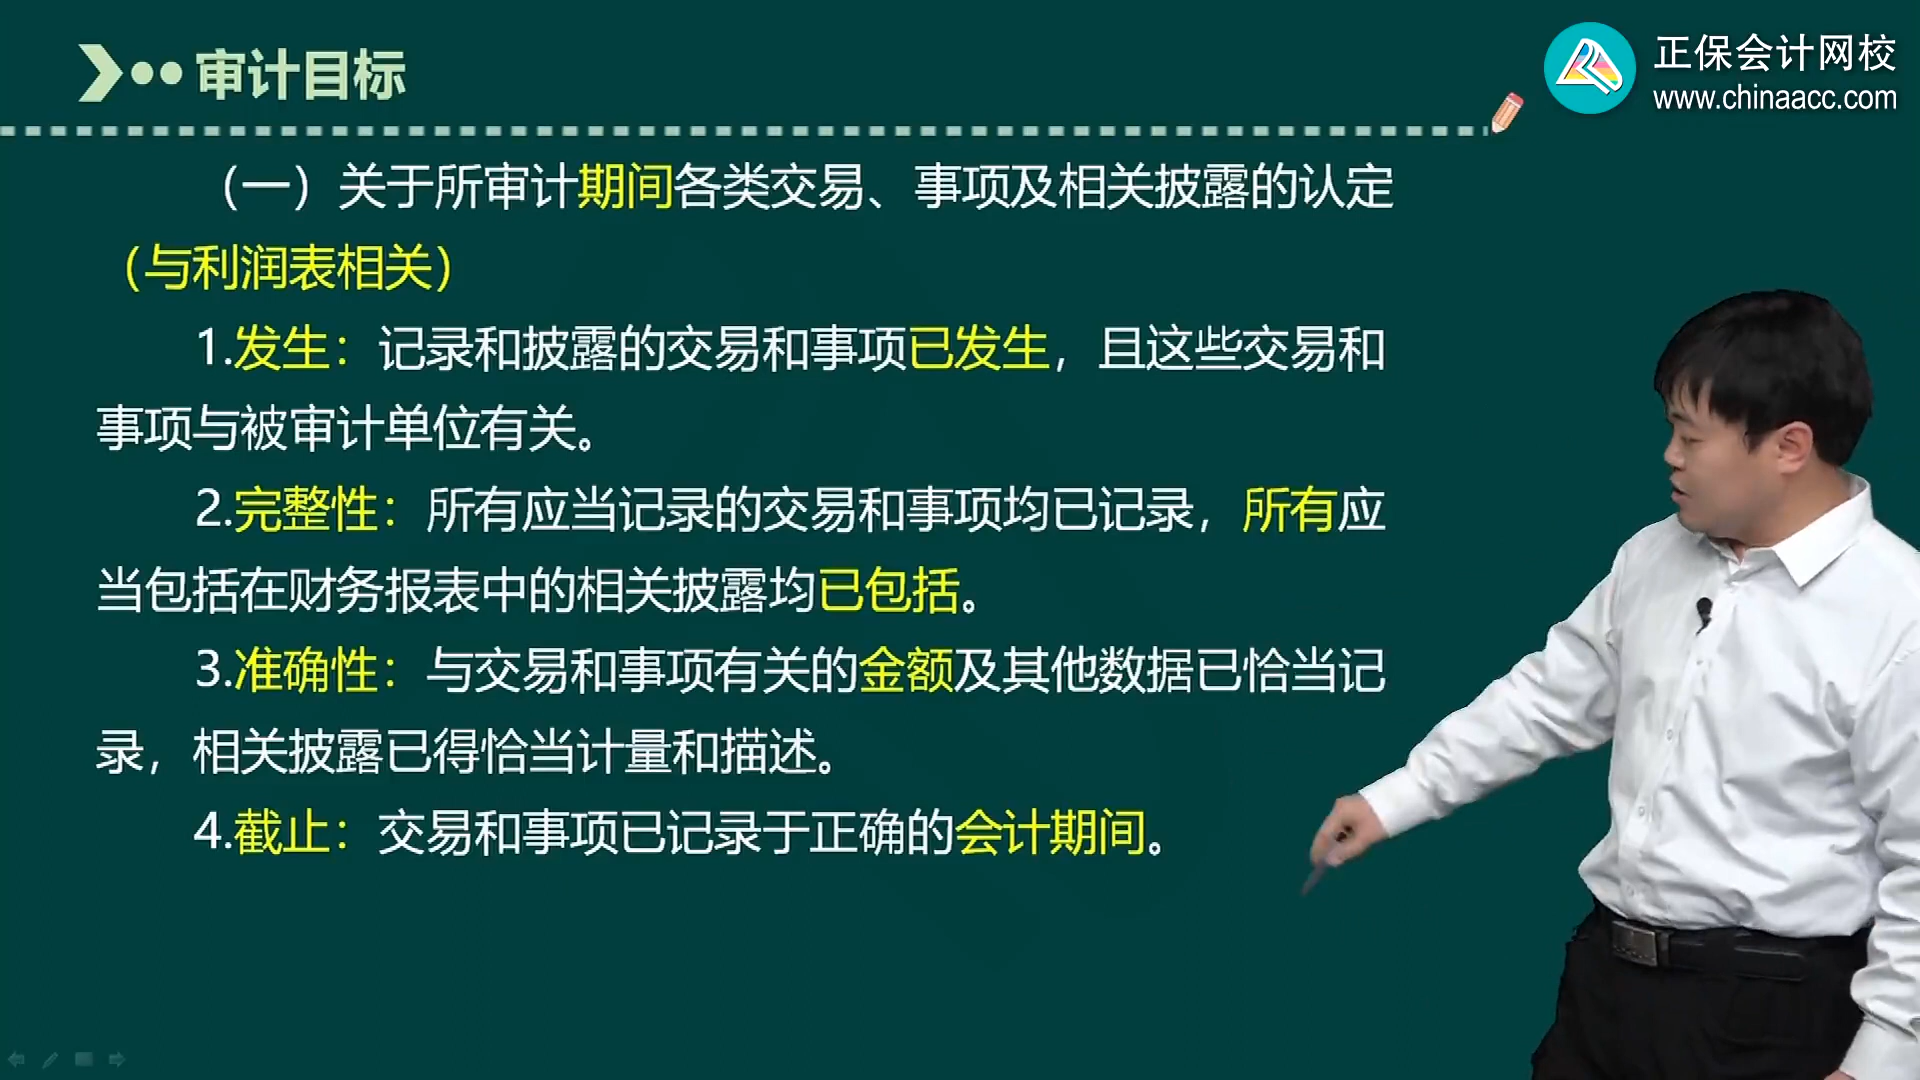 审计目标
正保会计网校
www.chinaacc.com
（一）关于所审计期间各类交易、事项及相关披露的认定
（与利润表相关）
1.发生：记录和披露的交易和事项已发生，且这些交易和
事项与被审计单位有关。
2.完整性：所有应当记录的交易和事项均已记录，所有应
当包括在财务报表中的相关披露均已包括。
3.准确性：与交易和事项有关的金额及其他数据已恰当记
录，相关披露已得恰当计量和描述。
4.截止：交易和事项已记录于正确的会计期间。